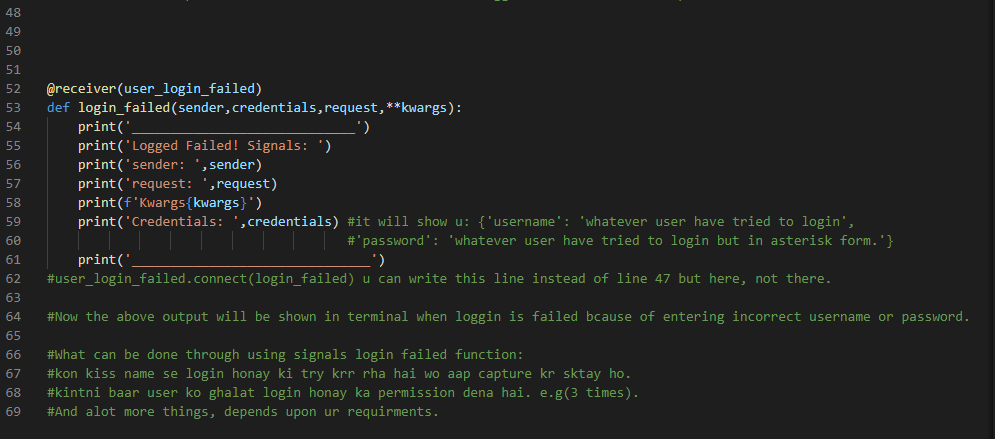 48
49
50
51
52 @receiver(user_login_failed)
53 def login_failed(sender,credentials,request,**kwargs):
54     print('_____________________________')
55     print('Logged Failed! Signals: ')
56     print('sender: ',sender)
57     print('request: ',request)
58     print(f'Kwargs{kwargs}')
59     print('Credentials: ',credentials) #it will show u: {'username': 'whatever user have tried to login',
60                                        #'password': 'whatever user have tried to login but in asterisk form.'}
61     print('_______________________________')
62 #user_login_failed.connect(login_failed) u can write this line instead of line 47 but here, not there.
63
64 #Now the above output will be shown in terminal when loggin is failed bcause of entering incorrect username or password.
65
66 #What can be done through using signals login failed function:
67 #kon kiss name se login honay ki try krr rha hai wo aap capture kr sktay ho.
68 #kintni baar user ko ghalat login honay ka permission dena hai. e.g(3 times).
69 #And alot more things, depends upon ur requirments.